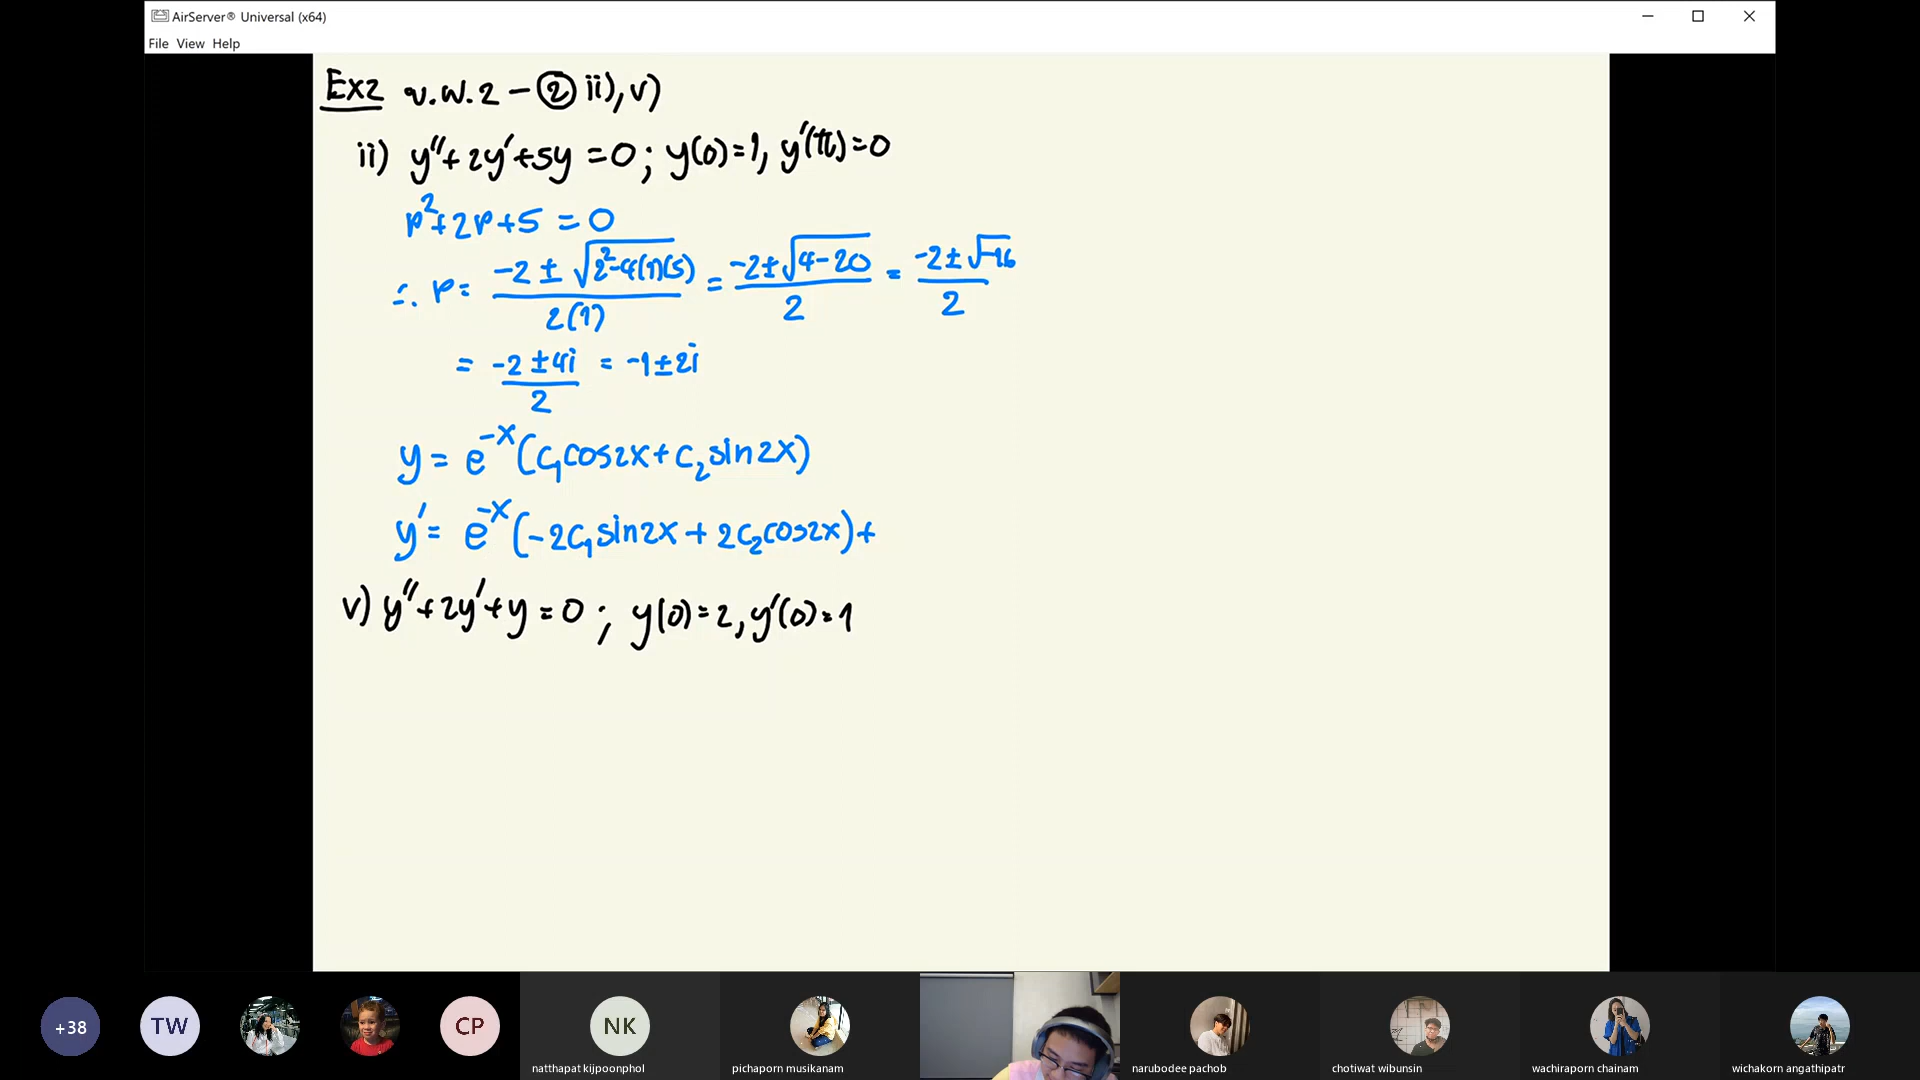 AirServer® Universal (x64)
File View Help
Ex2 บ.พ.2 - ② ii), v)
ii) y''+2y'+5y = 0 ; y(0)=1, y'(π)=0
r²+2r+5 = 0
∴ r = (-2 ± √(2²-4(1)(5)))/(2(1)) = (-2±√(4-20))/2 = (-2±√-16)/2
= (-2±4i)/2 = -1±2i
y = e^-x (c₁cos2x + c₂sin2x)
y' = e^-x (-2c₁sin2x + 2c₂cos2x) +
v) y''+2y'+y = 0 ; y(0)=2, y'(0)=1
+38 TW CP NK
natthapat kijpoonphol pichaporn musikanam narubodee pachob chotiwat wibunsin wachiraporn chainam wichakorn angathipatr